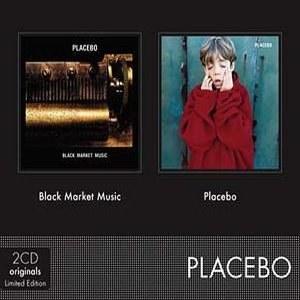 PLACEBO
BLACK MARKET MUSIC
PLACEBO
Black Market Music
Placebo
2CD
originals
Limited Edition
PLACEBO